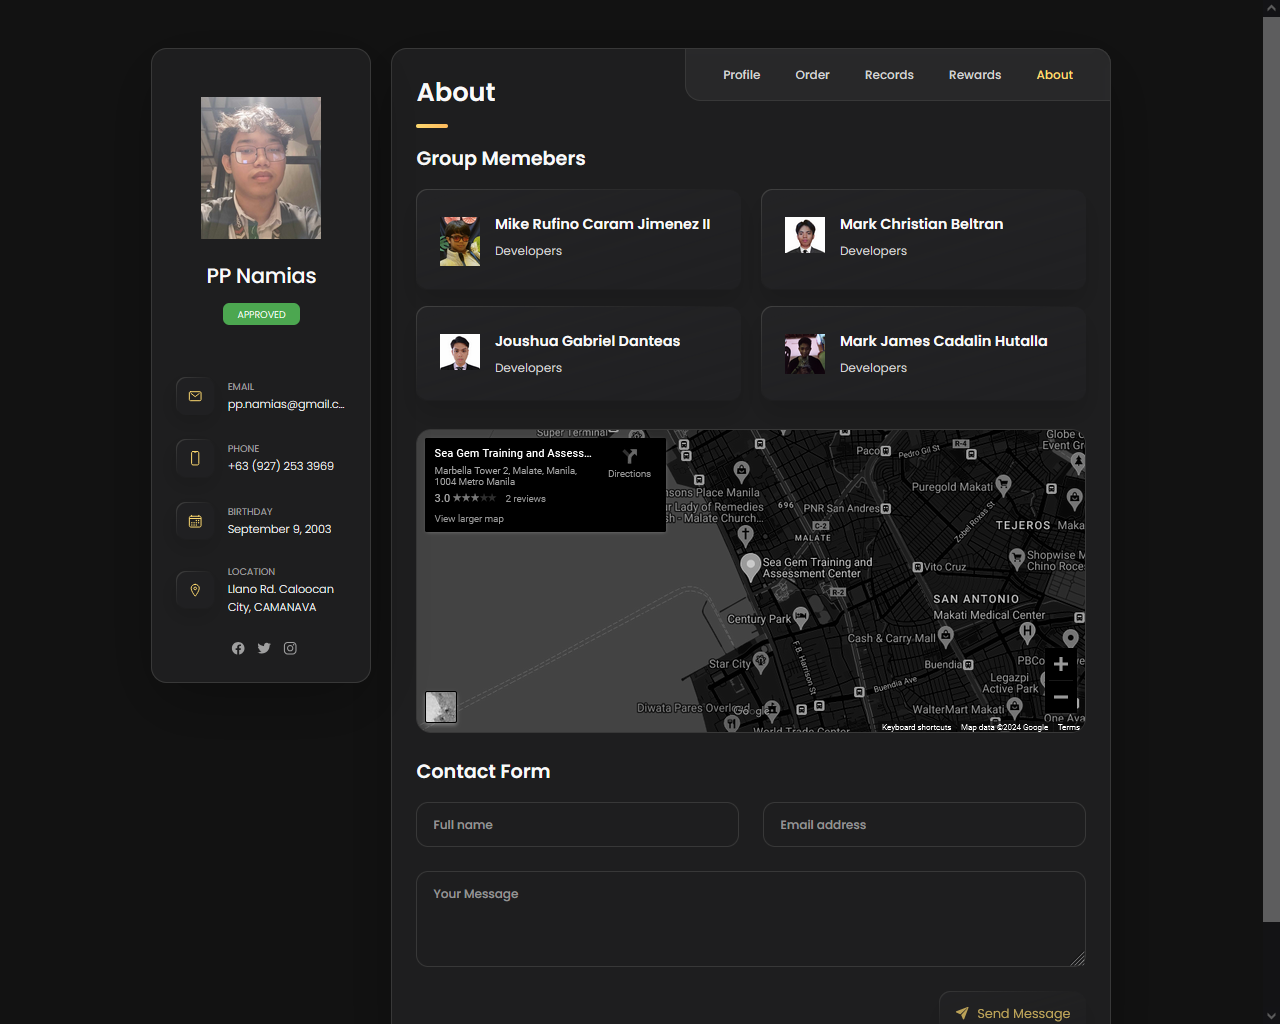 Profile
Order
Records
Rewards
About
About
PP Namias
APPROVED
EMAIL
pp.namias@gmail.c...
PHONE
+63 (927) 253 3969
BIRTHDAY
September 9, 2003
LOCATION
Llano Rd. Caloocan
City, CAMANAVA
Group Memebers
Mike Rufino Caram Jimenez II
Developers
Mark Christian Beltran
Developers
Joushua Gabriel Danteas
Developers
Mark James Cadalin Hutalla
Developers
Sea Gem Training and Assess...
Marbella Tower 2, Malate, Manila,
1004 Metro Manila
3.0 ★★★★★ 2 reviews
View larger map
Directions
Super Terminal
Paco
Pedro Gil St
R-4
Globe
Event Gr
nsons Place Manila
ur Lady of Remedies
sh - Malate Church...
696
PNR San Andres
Puregold Makati
C-2
MALATE
Zobel Roxas St
TEJEROS
Maka
Sea Gem Training and
Assessment Center
Vito Cruz
Shopwise M
Chino Roce
R-2
SAN ANTONIO
Century Park
Makati Medical Center
Cash & Carry Mall
F.B. Harrison St
Star City
Buendia
PBCo
Buendia Ave
Legazpi
Active Park
Diwata Pares Overload
Google
WalterMart Makati
One Aya
World Trade Center
Keyboard shortcuts
Map data ©2024 Google
Terms
Contact Form
Full name
Email address
Your Message
Send Message